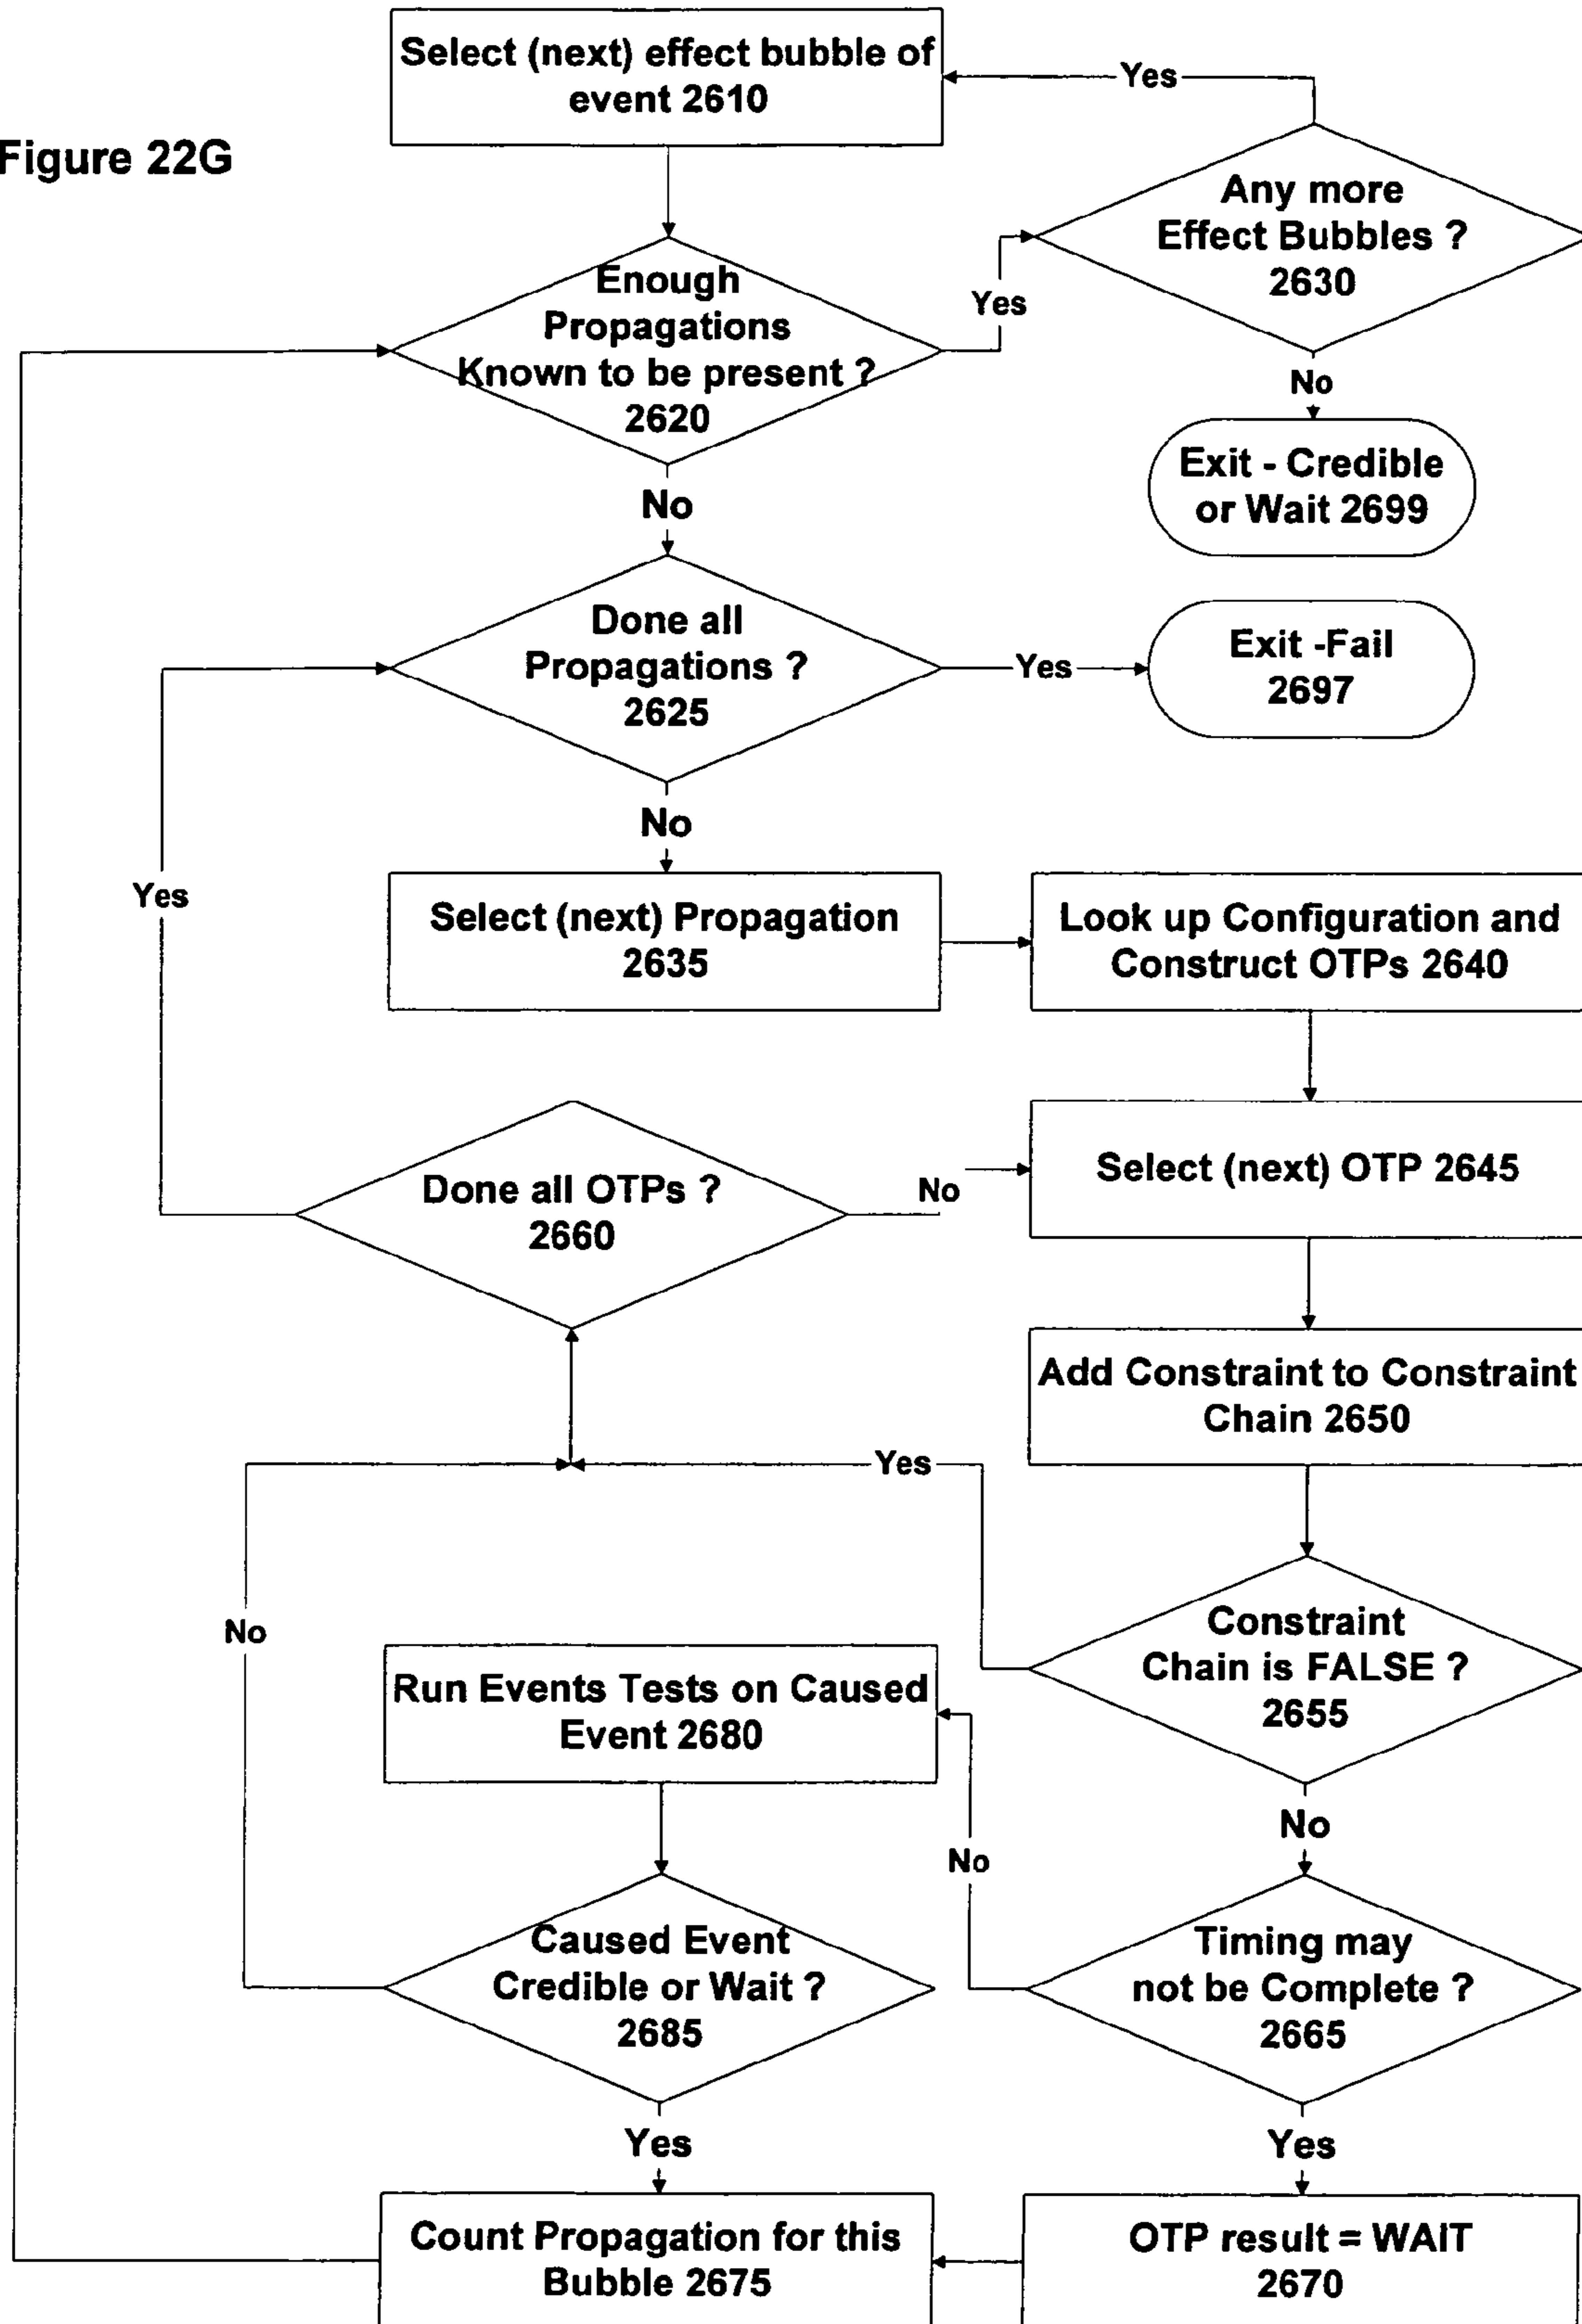 Select (next) effect bubble of
event 2610
Yes
Figure 22G
Any more
Effect Bubbles ?
2630
Enough
Propagations
Known to be present ?
2620
Yes
No
Exit - Credible
or Wait 2699
No
Done all
Propagations ?
2625
Yes
Exit -Fail
2697
No
Yes
Select (next) Propagation
2635
Look up Configuration and
Construct OTPs 2640
Done all OTPs ?
2660
No
Select (next) OTP 2645
Add Constraint to Constraint
Chain 2650
Yes
No
Constraint
Chain is FALSE ?
2655
Run Events Tests on Caused
Event 2680
No
No
Caused Event
Credible or Wait ?
2685
Timing may
not be Complete ?
2665
Yes
Yes
Count Propagation for this
Bubble 2675
OTP result = WAIT
2670